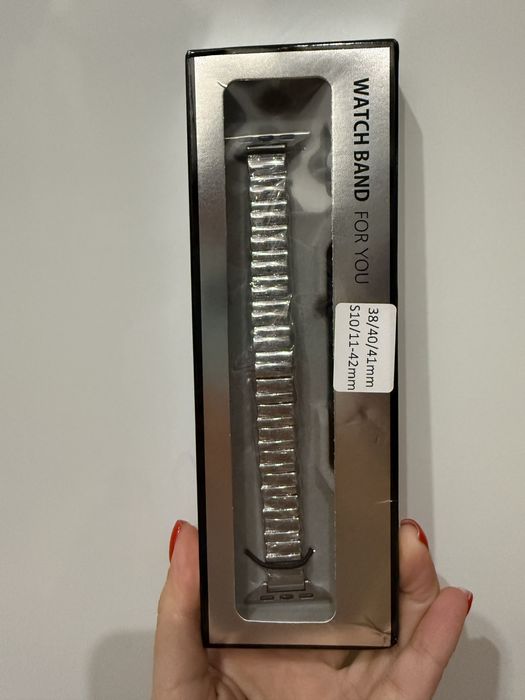 WATCH BAND FOR YOU
38/40/41mm
S10/11-42mm